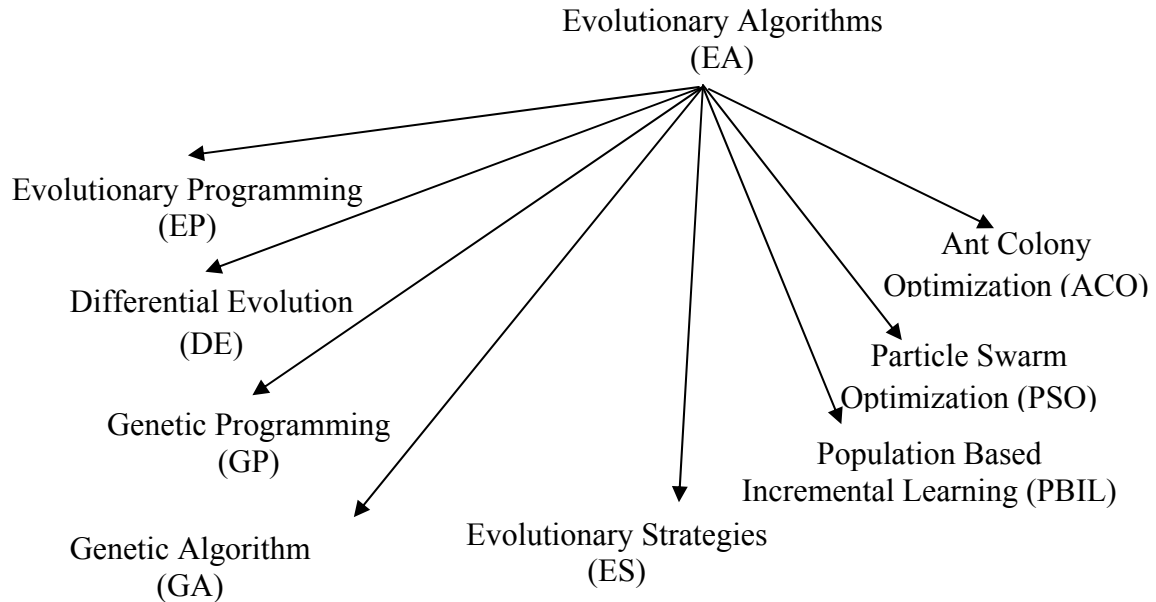 Evolutionary Algorithms
(EA)
Evolutionary Programming
(EP)
Differential Evolution
(DE)
Genetic Programming
(GP)
Genetic Algorithm
(GA)
Evolutionary Strategies
(ES)
Population Based
Incremental Learning (PBIL)
Particle Swarm
Optimization (PSO)
Ant Colony
Optimization (ACO)